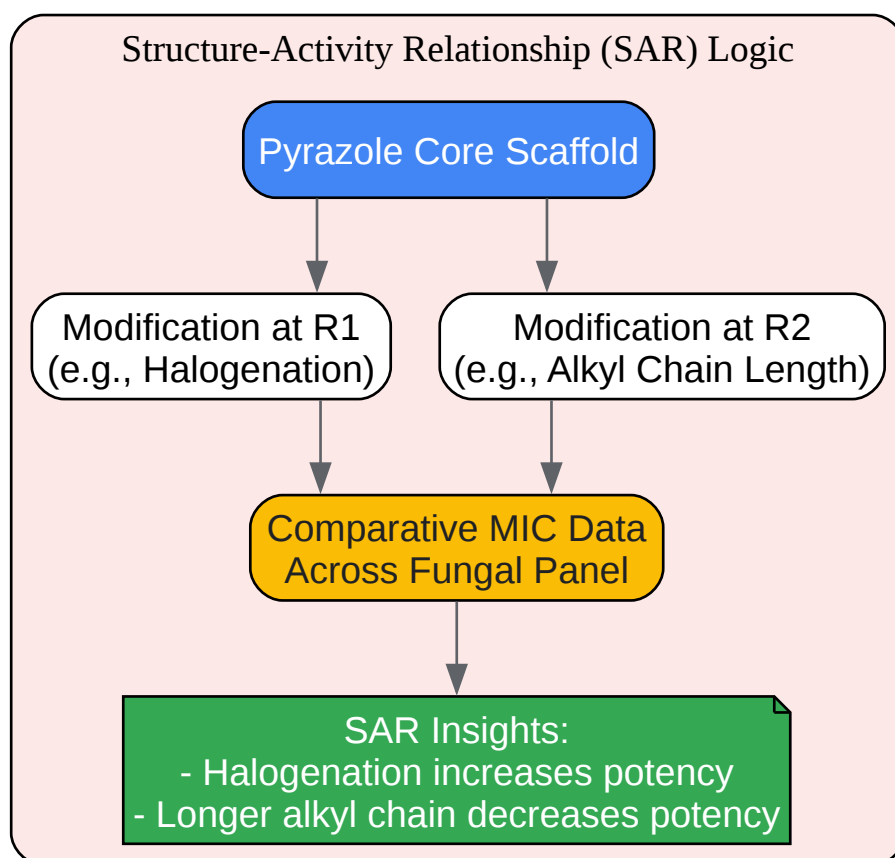 Structure-Activity Relationship (SAR) Logic
Pyrazole Core Scaffold
Modification at R1
(e.g., Halogenation)
Modification at R2
(e.g., Alkyl Chain Length)
Comparative MIC Data
Across Fungal Panel
SAR Insights:
- Halogenation increases potency
- Longer alkyl chain decreases potency